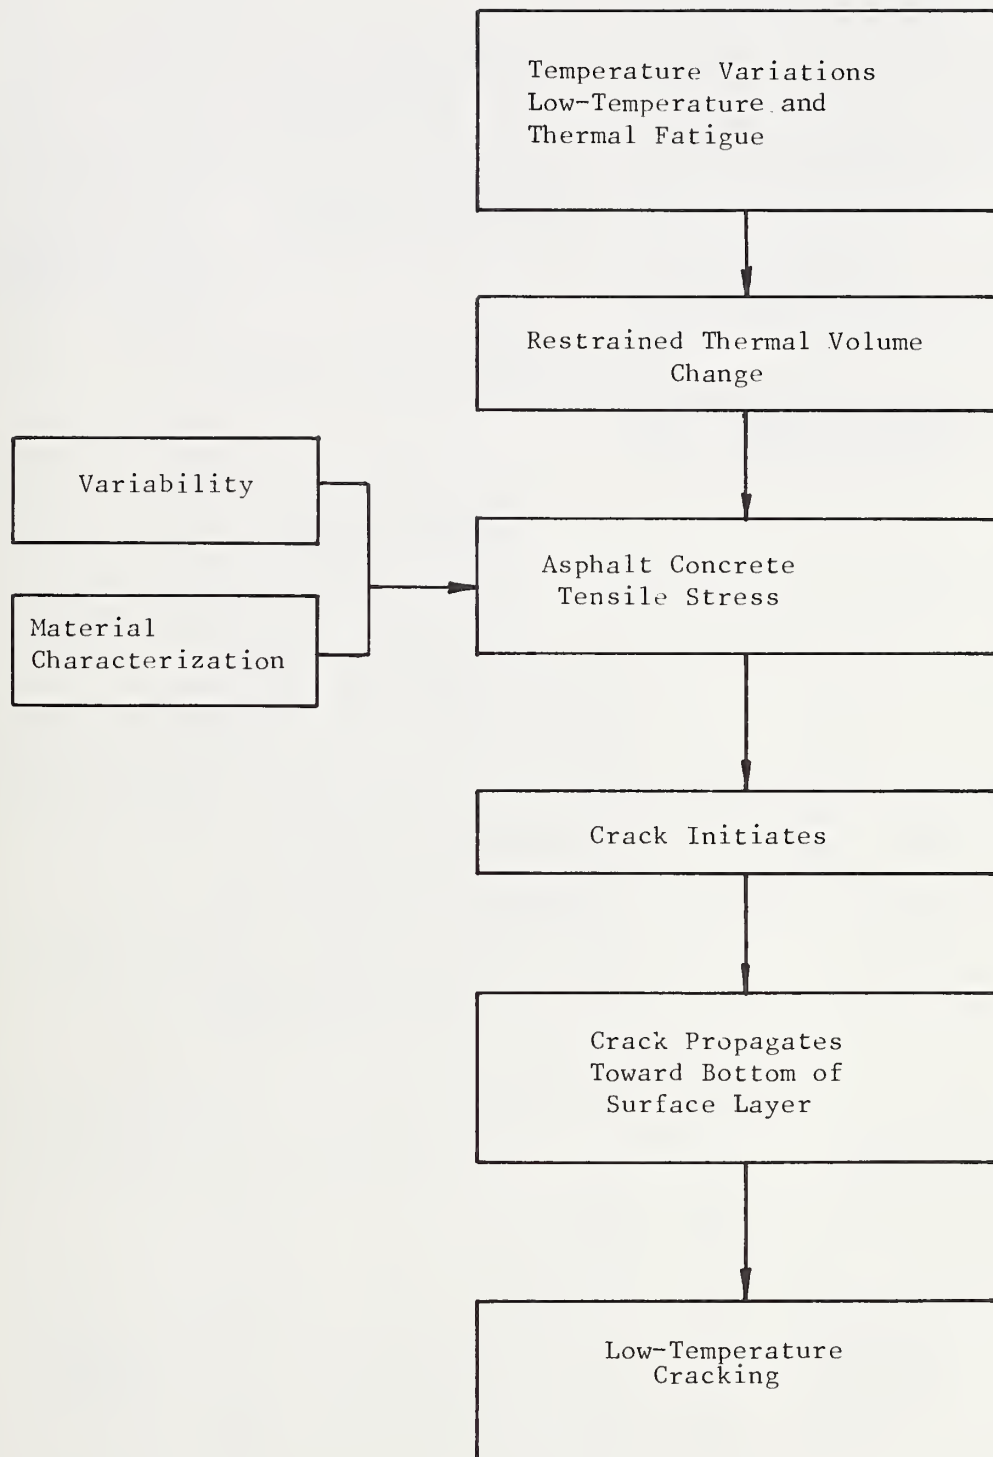 Temperature Variations
Low-Temperature and
Thermal Fatigue
Restrained Thermal Volume
Change
Variability
Material
Characterization
Asphalt Concrete
Tensile Stress
Crack Initiates
Crack Propagates
Toward Bottom of
Surface Layer
Low-Temperature
Cracking